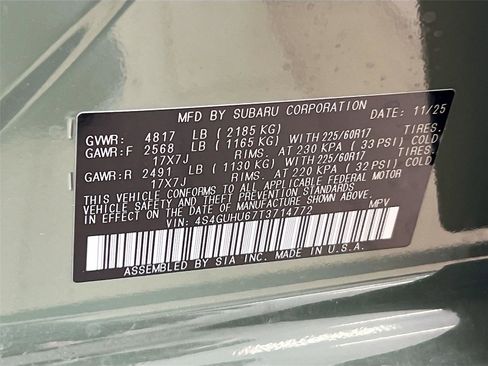 MFD BY SUBARU CORPORATION DATE: 11/25
GVWR: 4817 LB (2185 KG)
GAWR:F 2568 LB (1165 KG) WITH 225/60R17 TIRES.
17X7J RIMS. AT 230 KPA (33 PSI) COLD
GAWR:R 2491 LB (1130 KG) WITH 225/60R17 TIRES.
17X7J RIMS. AT 220 KPA (32 PSI) COLD
THIS VEHICLE CONFORMS TO ALL APPLICABLE FEDERAL MOTOR
VEHICLE SAFETY AND THEFT PREVENTION STANDARDS
IN EFFECT ON THE DATE OF MANUFACTURE SHOWN ABOVE.
VIN: 4S4GUHU67T3714772 MPV
ASSEMBLED BY SIA INC. MADE IN U.S.A.